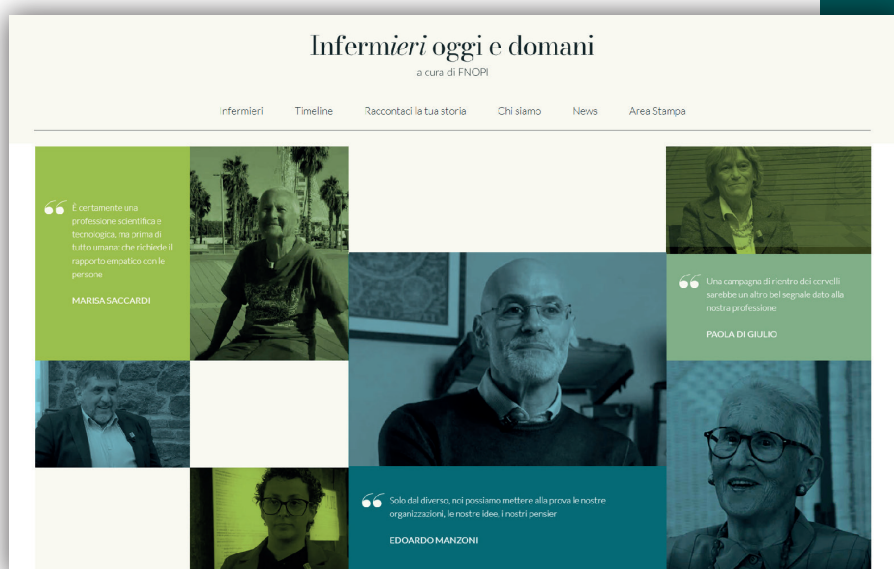 Infermieri oggi e domani
a cura di FNOPI
Infermieri Timeline Raccontaci la tua storia Chi siamo News Area Stampa
È certamente una
professione scientifica e
tecnologica, ma prima di
tutto umana: che richiede il
rapporto empatico con le
persone
MARISA SACCARDI
Una campagna di rientro dei cervelli
sarebbe un altro bel segnale dato alla
nostra professione
PAOLA DI GIULIO
Solo dal diverso, noi possiamo mettere alla prova le nostre
organizzazioni, le nostre idee, i nostri pensier
EDOARDO MANZONI